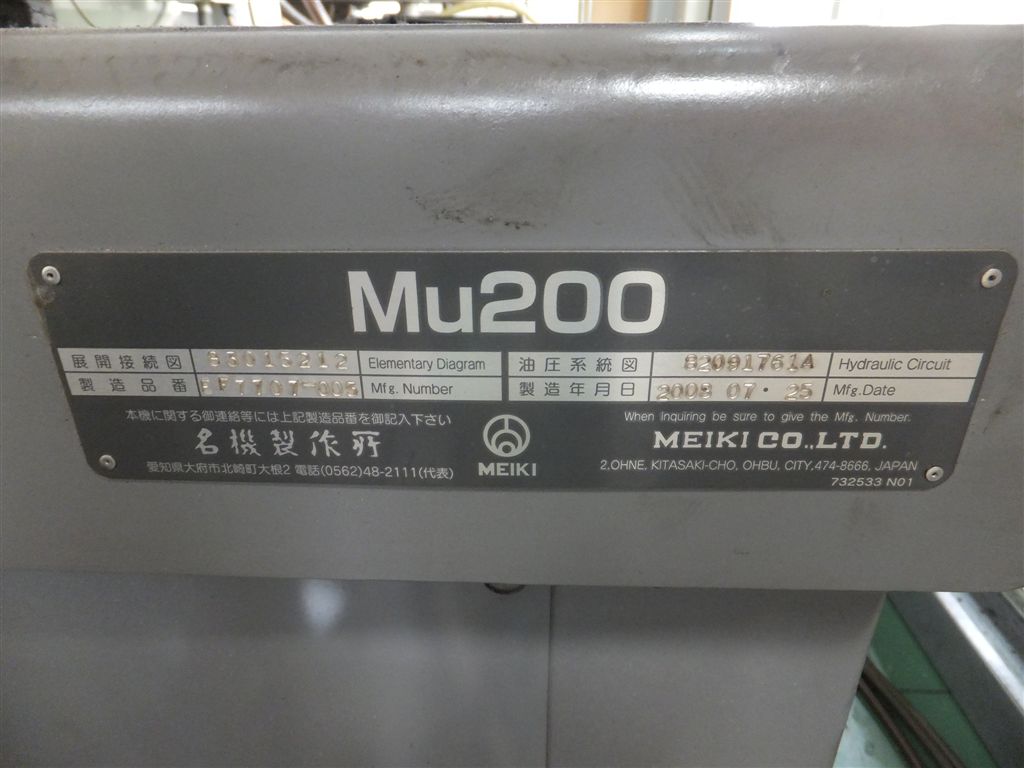 Mu200
展開接続図 83015212 Elementary Diagram 油圧系統図 82091761A Hydraulic Circuit
製造品番 Mfg. Number 製造年月日 2008 07・25 Mfg.Date
本機に関する御連絡等には上記製造品番を御記入下さい
名機製作所
愛知県大府市北崎町大根2 電話(0562)48-2111(代表)
MEIKI
When Inquiring be sure to give the Mfg. Number.
MEIKI CO.,LTD.
2,OHNE, KITASAKI-CHO, OHBU, CITY.474-8666, JAPAN
732533 N01